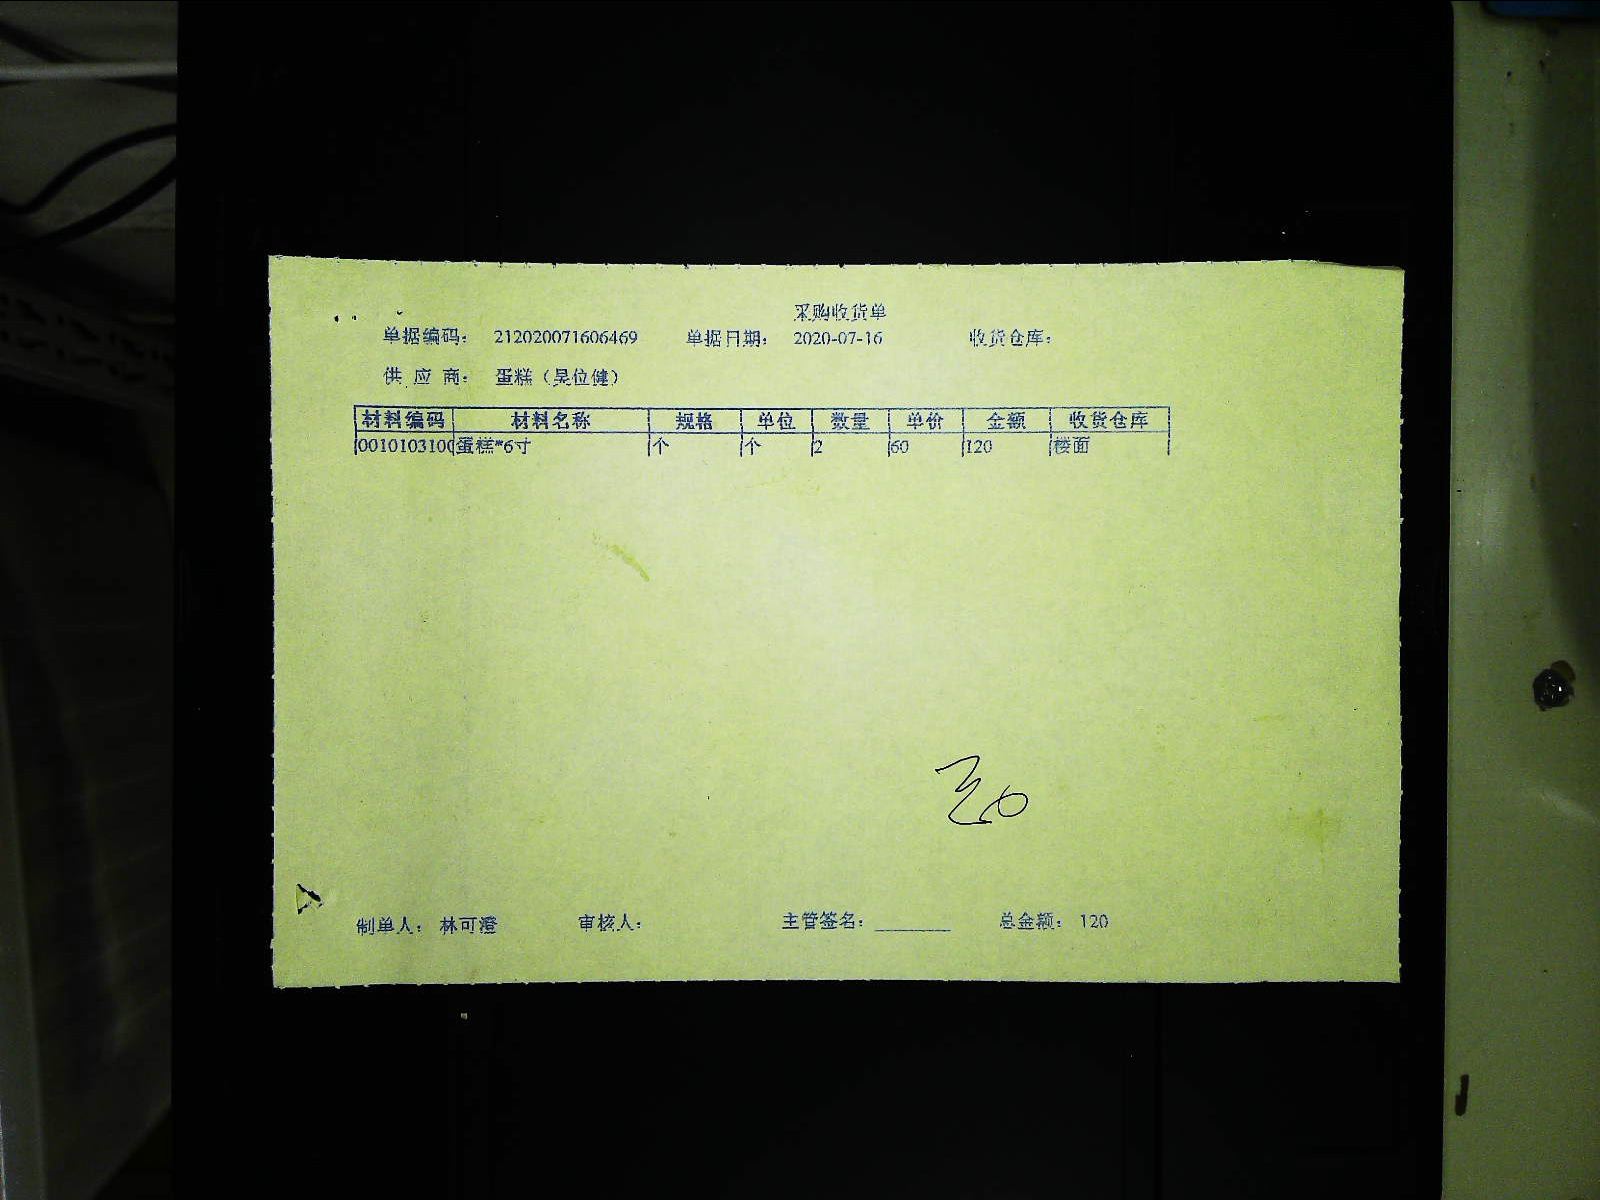 采购收货单
单据编码： 212020071606469 单据日期： 2020-07-16 收货仓库：
供 应 商： 蛋糕（昊位健）
材料编码 材料名称 规格 单位 数量 单价 金额 收货仓库
0010103100 蛋糕*6寸 个 个 2 60 120 楼面
制单人： 林可澄 审核人： 主管签名：________ 总金额： 120